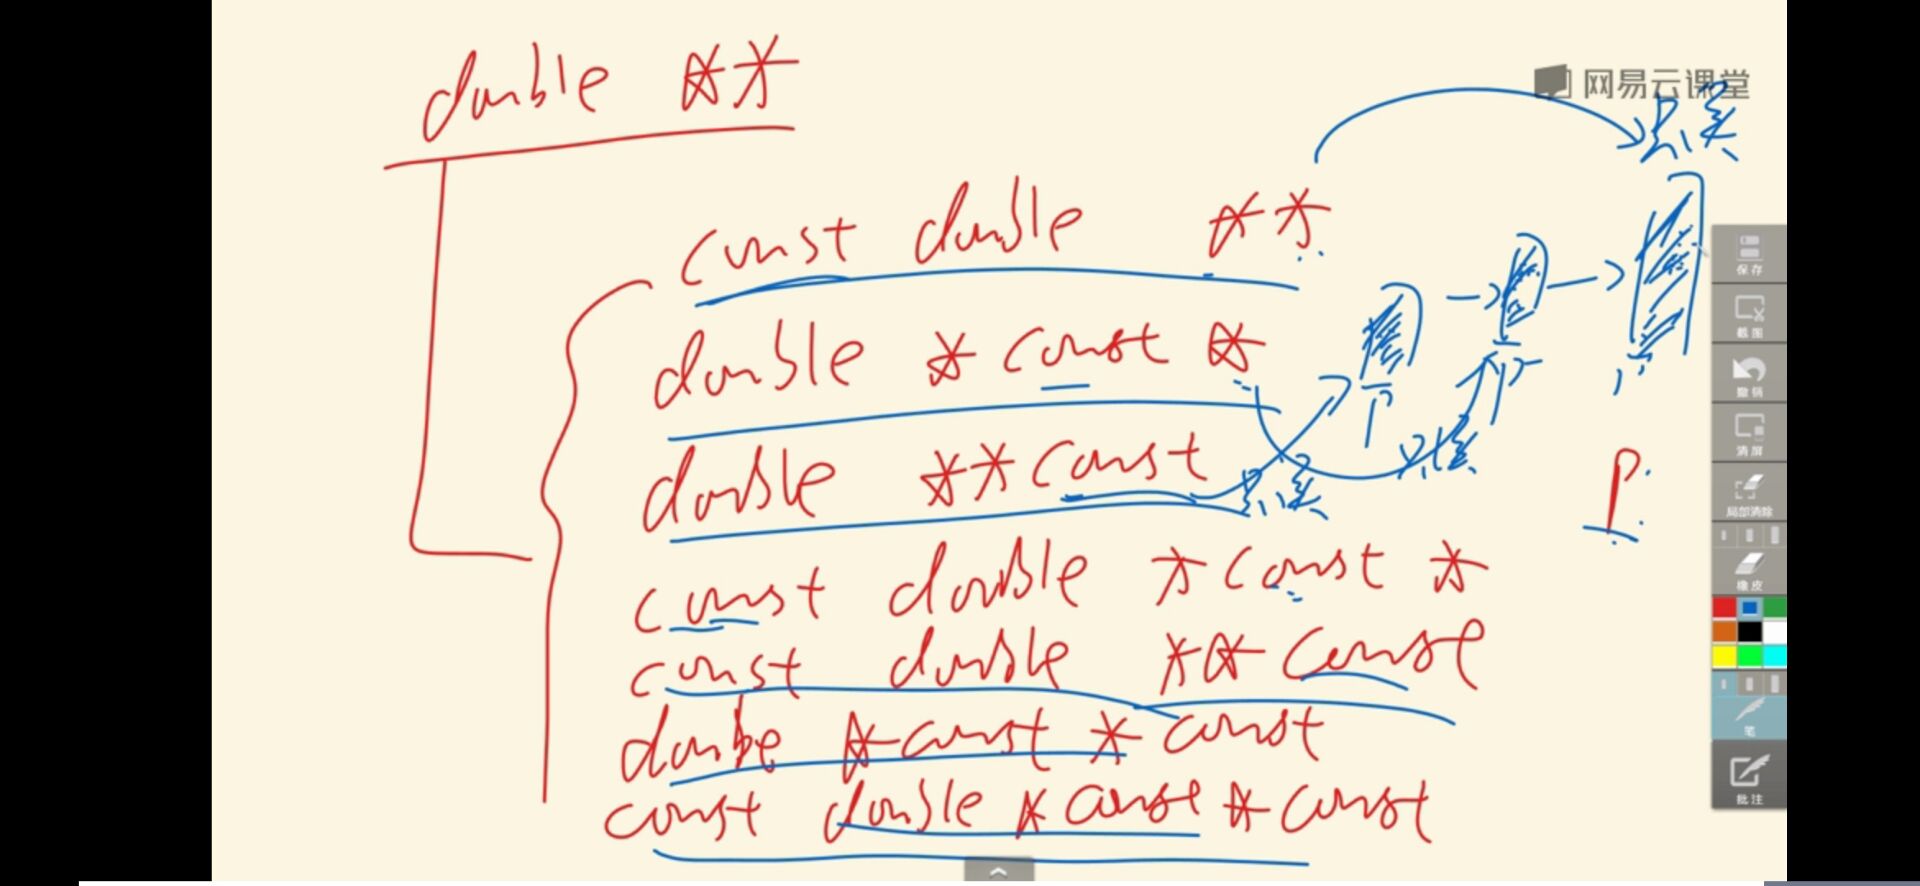 double **
网易云课堂
const double **
double * const *
double ** const
const double * const *
const double ** const
double * const * const
const double * const * const
P
P
P
保存
截图
撤销
清屏
局部清除
橡皮
笔
批注